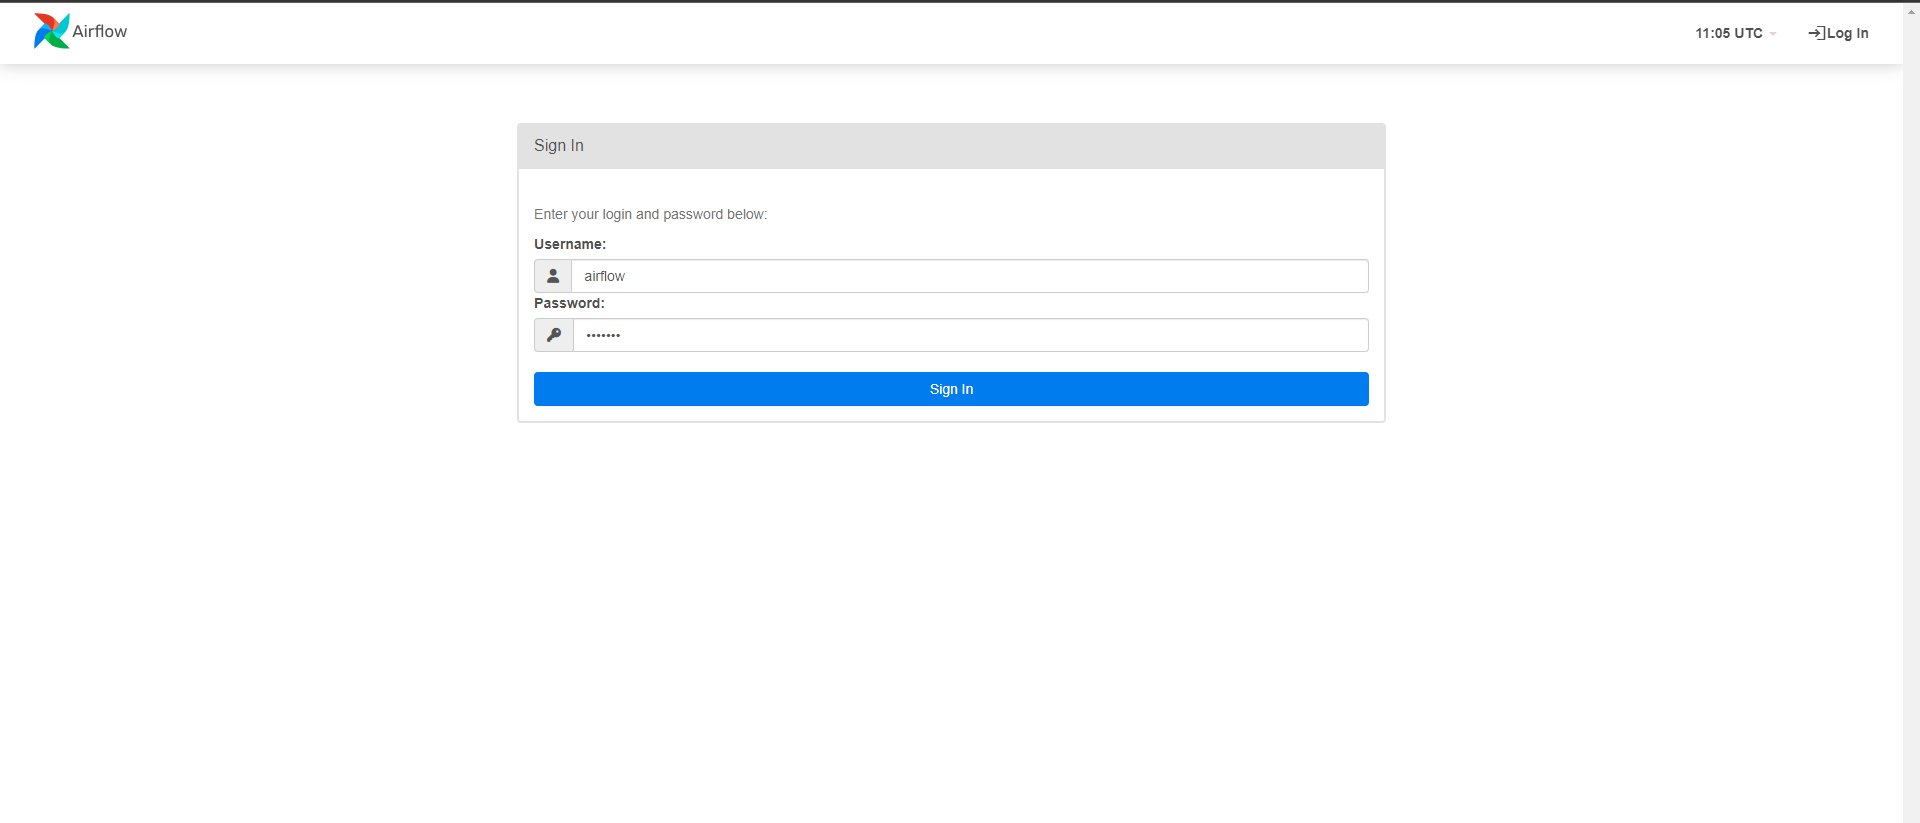 Airflow
11:05 UTC
Log In
Sign In
Enter your login and password below:
Username:
airflow
Password:
•••••••
Sign In